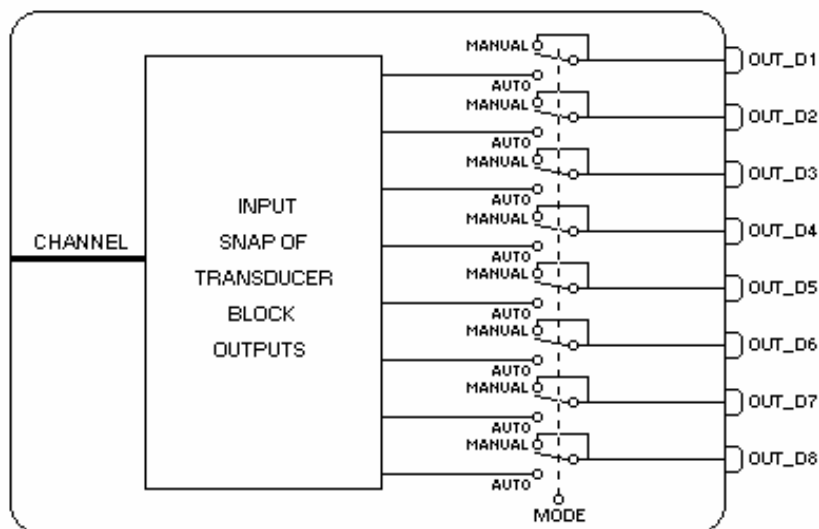 MANUAL
OUT_D1
AUTO
MANUAL
OUT_D2
AUTO
MANUAL
OUT_D3
AUTO
MANUAL
OUT_D4
AUTO
MANUAL
OUT_D5
AUTO
MANUAL
OUT_D6
AUTO
MANUAL
OUT_D7
AUTO
MANUAL
OUT_D8
AUTO
CHANNEL
INPUT
SNAP OF
TRANSDUCER
BLOCK
OUTPUTS
MODE